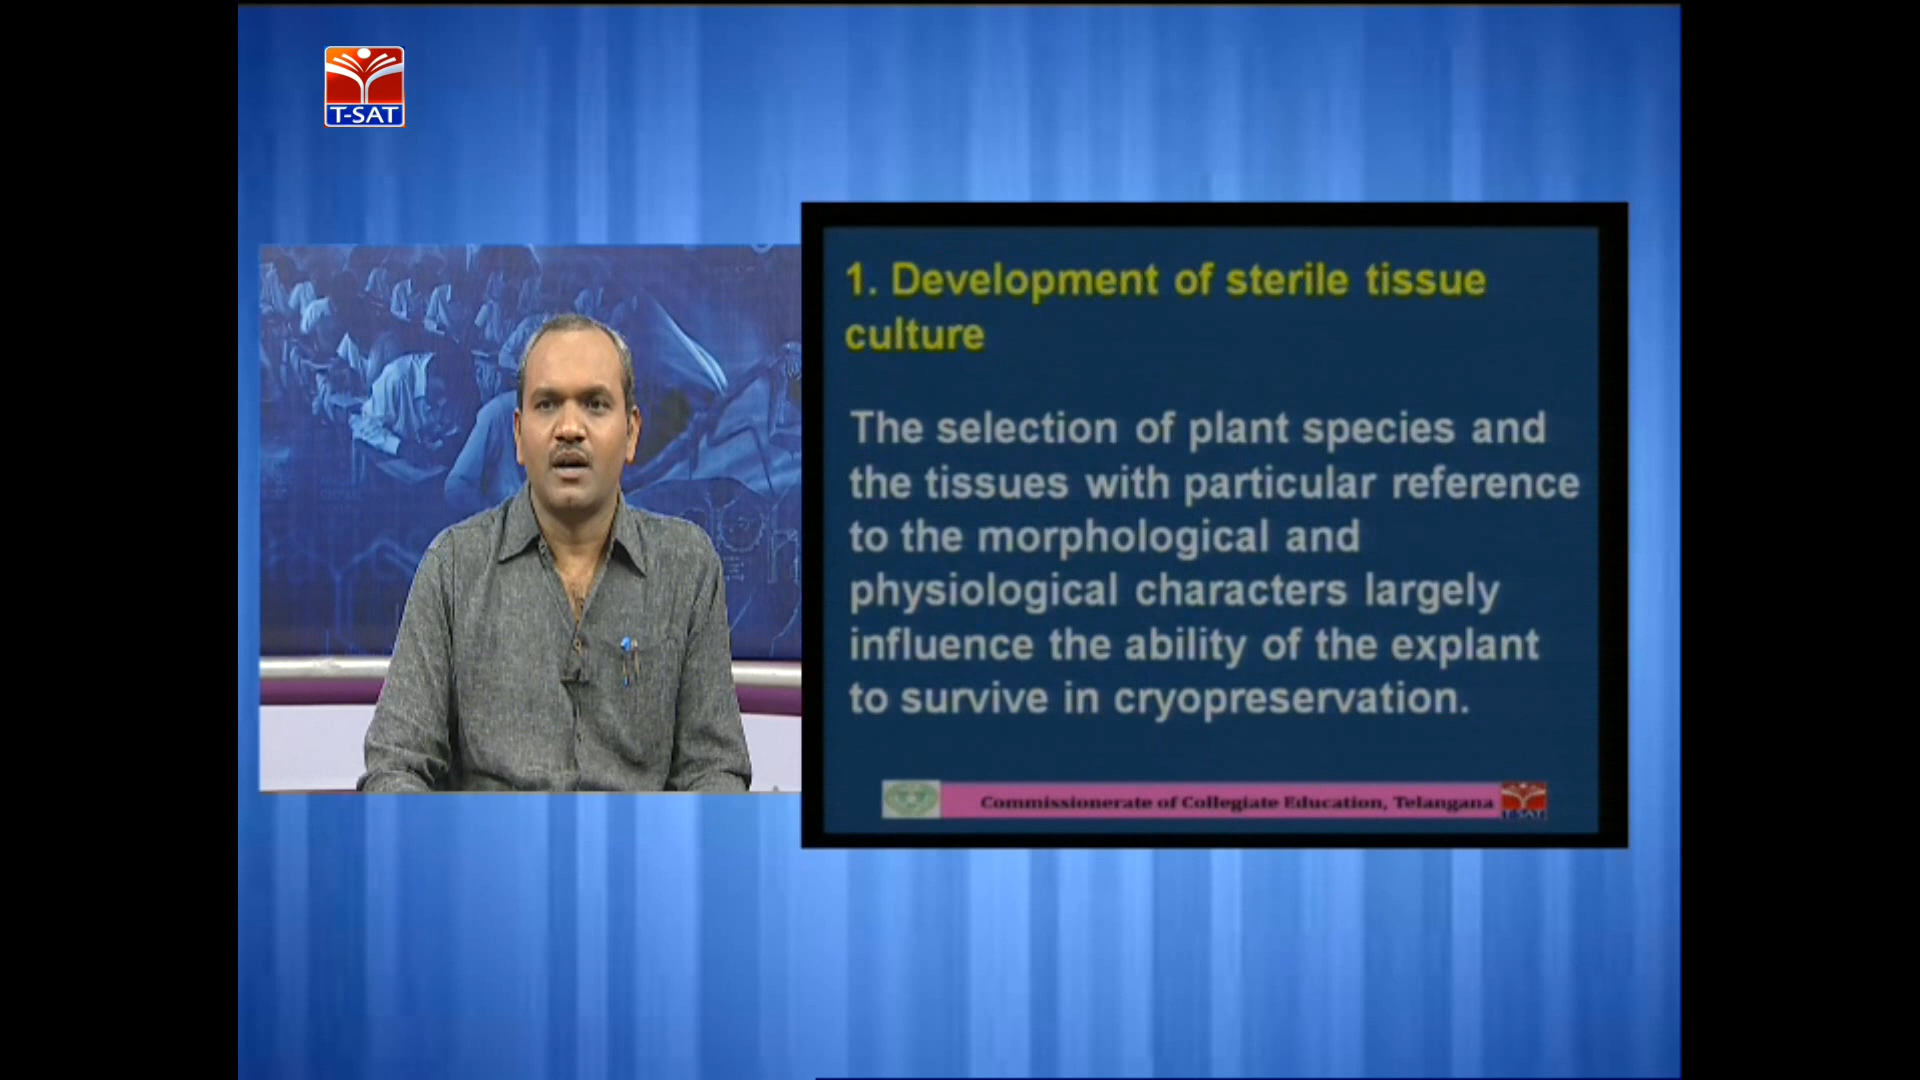 T-SAT
1. Development of sterile tissue
culture
The selection of plant species and
the tissues with particular reference
to the morphological and
physiological characters largely
influence the ability of the explant
to survive in cryopreservation.
Commissionerate of Collegiate Education, Telangana
T-SAT